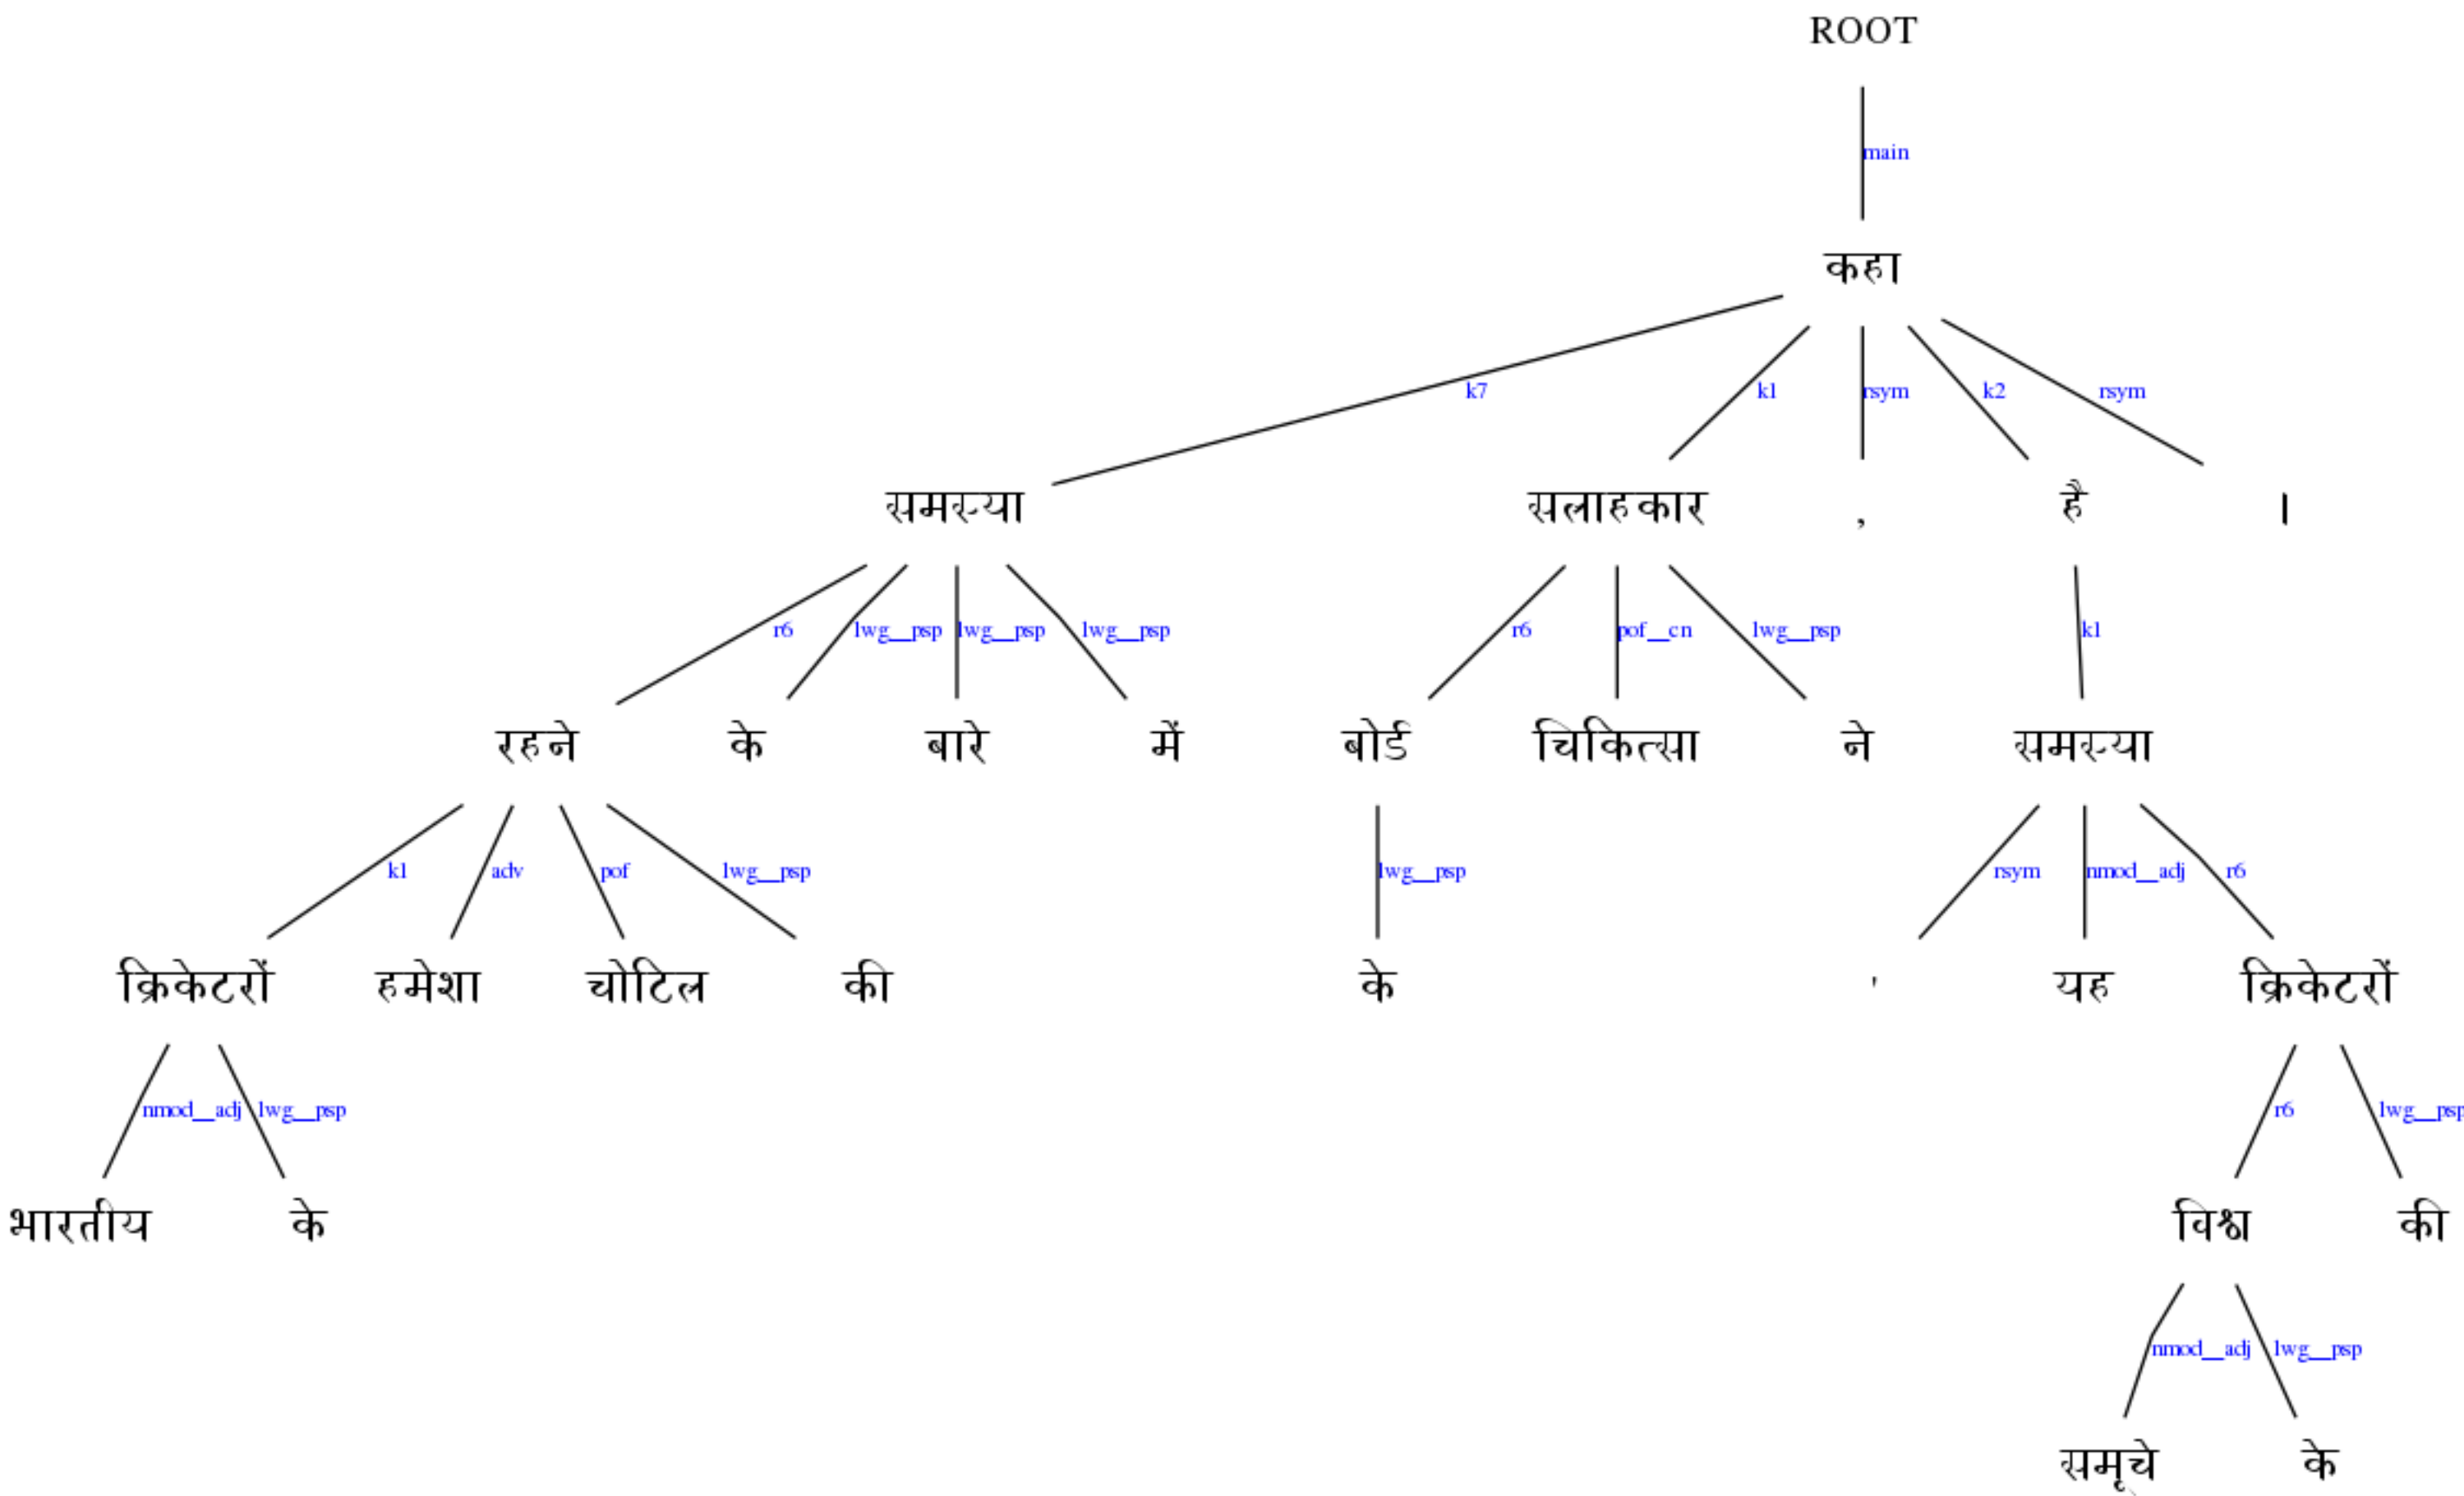 ROOT
main
कहा
k7 k1 rsym k2 rsym
समस्या सलाहकार , है ।
r6 lwg__psp lwg__psp lwg__psp r6 pof__cn lwg__psp k1
रहने के बारे में बोर्ड चिकित्सा ने समस्या
k1 adv pof lwg__psp lwg__psp rsym nmod__adj r6
क्रिकेटरों हमेशा चोटिल की के ' यह क्रिकेटरों
nmod__adj lwg__psp r6 lwg__psp
भारतीय के विश्व की
nmod__adj lwg__psp
समूचे के